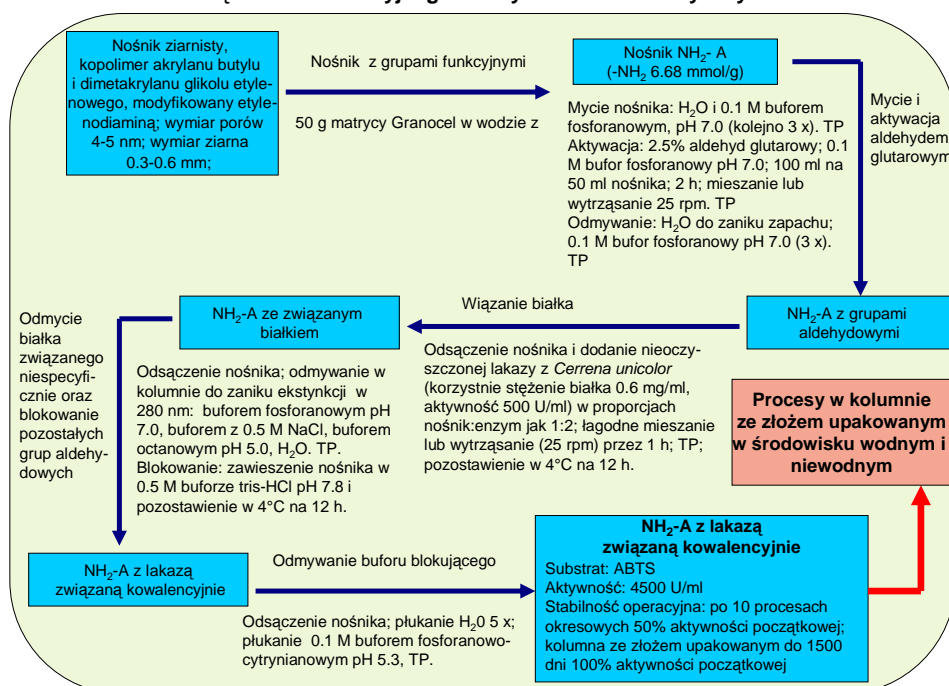 Nośnik ziarnisty,
kopolimer akrylanu butylu
i dimetakrylanu glikolu etyle-
nowego, modyfikowany etyle-
nodiaminą; wymiar porów
4-5 nm; wymiar ziarna
0.3-0.6 mm;
Nośnik z grupami funkcyjnymi
50 g matrycy Granocel w wodzie z
Nośnik NH₂- A
(-NH₂ 6.68 mmol/g)
Mycie nośnika: H₂O i 0.1 M buforem
fosforanowym, pH 7.0 (kolejno 3 x). TP
Aktywacja: 2.5% aldehyd glutarowy; 0.1
M bufor fosforanowy pH 7.0; 100 ml na
50 ml nośnika; 2 h; mieszanie lub
wytrząsanie 25 rpm. TP
Odmywanie: H₂O do zaniku zapachu;
0.1 M bufor fosforanowy pH 7.0 (3 x).
TP
Mycie i
aktywacja
aldehydem
glutarowym
NH₂-A z grupami
aldehydowymi
Wiązanie białka
Odsączenie nośnika i dodanie nieoczy-
szczonej lakazy z Cerrena unicolor
(korzystnie stężenie białka 0.6 mg/ml,
aktywność 500 U/ml) w proporcjach
nośnik:enzym jak 1:2; łagodne mieszanie
lub wytrząsanie (25 rpm) przez 1 h; TP;
pozostawienie w 4°C na 12 h.
NH₂-A ze związanym
białkiem
Odsączenie nośnika; odmywanie w
kolumnie do zaniku ekstynkcji w
280 nm: buforem fosforanowym pH
7.0, buforem z 0.5 M NaCl, buforem
octanowym pH 5.0, H₂O. TP.
Blokowanie: zawieszenie nośnika w
0.5 M buforze tris-HCl pH 7.8 i
pozostawienie w 4°C na 12 h.
Odmycie
białka
związanego
niespecyfi-
cznie oraz
blokowanie
pozostałych
grup aldehy-
dowych
NH₂-A z lakazą
związaną kowalencyjnie
Odmywanie buforu blokującego
Odsączenie nośnika; płukanie H₂0 5 x;
płukanie 0.1 M buforem fosforanowo-
cytrynianowym pH 5.3, TP.
NH₂-A z lakazą
związaną kowalencyjnie
Substrat: ABTS
Aktywność: 4500 U/ml
Stabilność operacyjna: po 10 procesach
okresowych 50% aktywności początkowej;
kolumna ze złożem upakowanym do 1500
dni 100% aktywności początkowej
Procesy w kolumnie
ze złożem upakowanym
w środowisku wodnym i
niewodnym